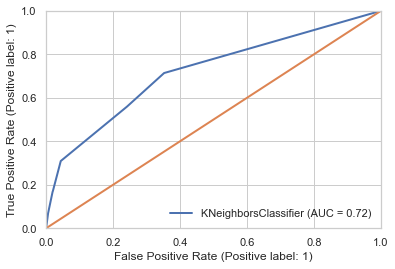 1.0
0.8
0.6
0.4
0.2
0.0
True Positive Rate (Positive label: 1)
KNeighborsClassifier (AUC = 0.72)
0.0 0.2 0.4 0.6 0.8 1.0
False Positive Rate (Positive label: 1)